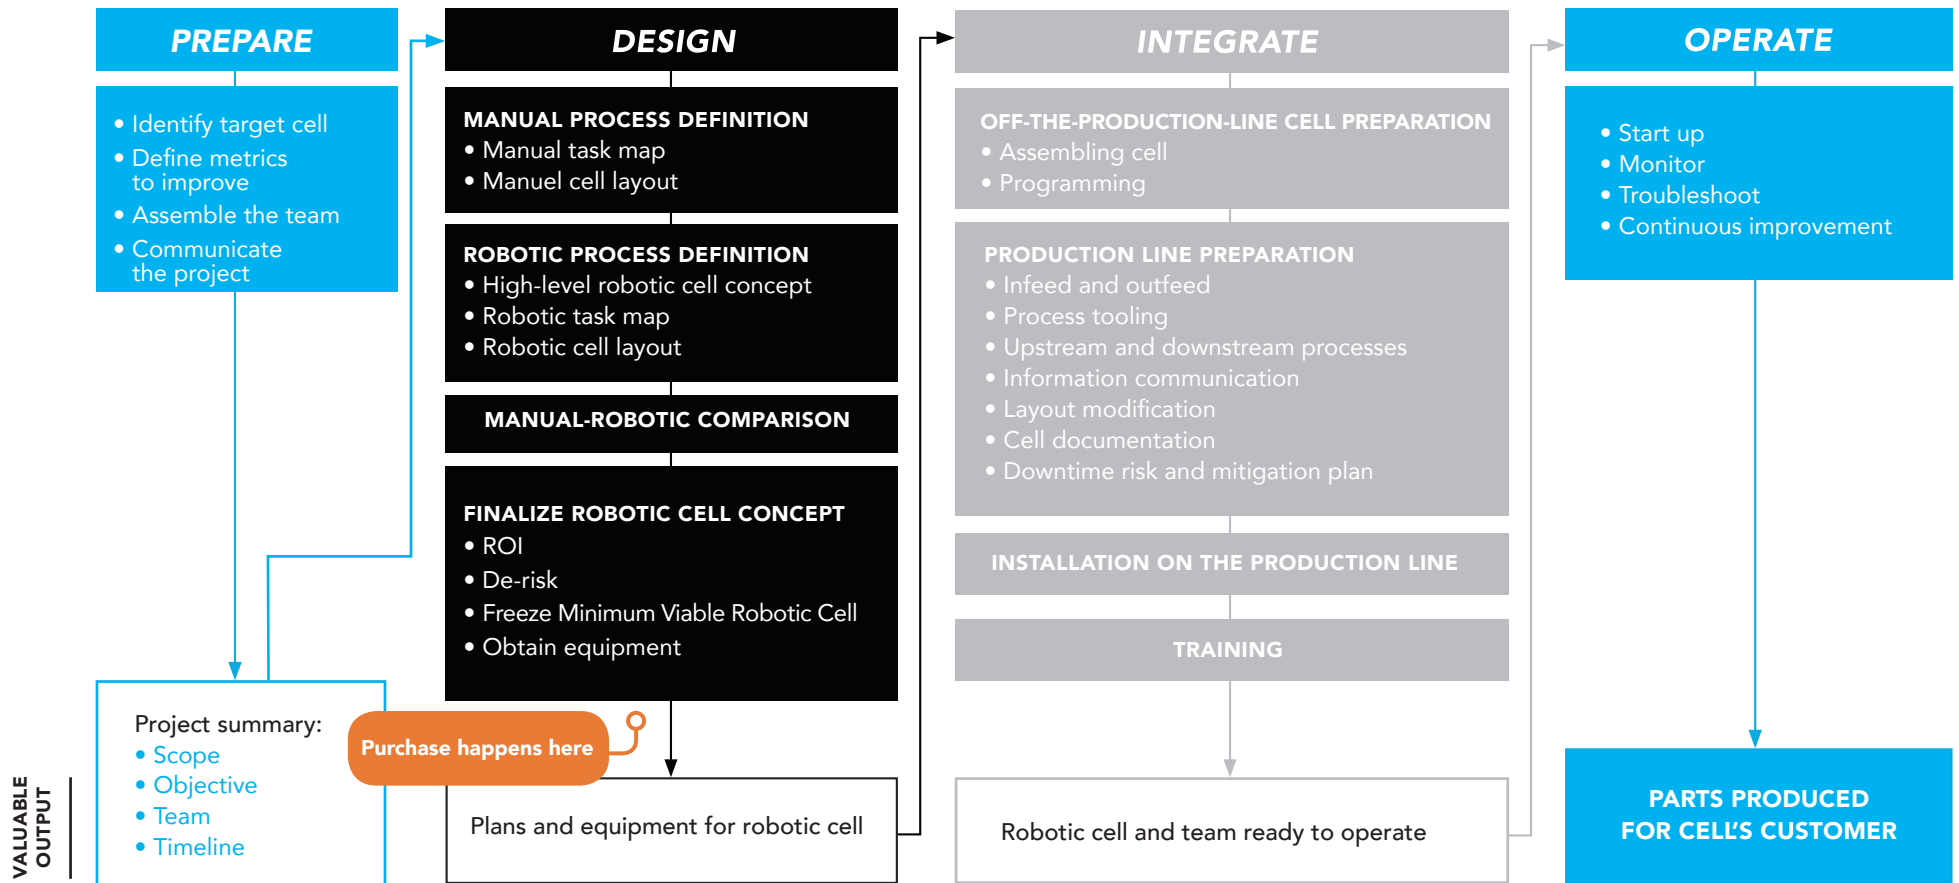 PREPARE
• Identify target cell
• Define metrics
to improve
• Assemble the team
• Communicate
the project
Project summary:
• Scope
• Objective
• Team
• Timeline
VALUABLE
OUTPUT
DESIGN
MANUAL PROCESS DEFINITION
• Manual task map
• Manuel cell layout
ROBOTIC PROCESS DEFINITION
• High-level robotic cell concept
• Robotic task map
• Robotic cell layout
MANUAL-ROBOTIC COMPARISON
FINALIZE ROBOTIC CELL CONCEPT
• ROI
• De-risk
• Freeze Minimum Viable Robotic Cell
• Obtain equipment
Purchase happens here
Plans and equipment for robotic cell
INTEGRATE
OFF-THE-PRODUCTION-LINE CELL PREPARATION
• Assembling cell
• Programming
PRODUCTION LINE PREPARATION
• Infeed and outfeed
• Process tooling
• Upstream and downstream processes
• Information communication
• Layout modification
• Cell documentation
• Downtime risk and mitigation plan
INSTALLATION ON THE PRODUCTION LINE
TRAINING
Robotic cell and team ready to operate
OPERATE
• Start up
• Monitor
• Troubleshoot
• Continuous improvement
PARTS PRODUCED
FOR CELL'S CUSTOMER